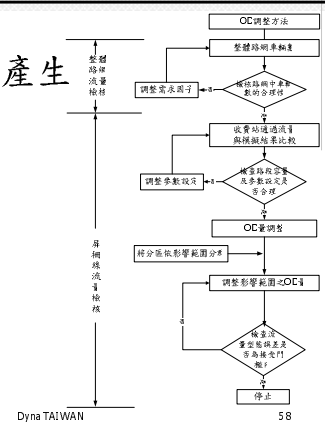 OD調整方法
整體路網車輛數
整體
路網
流量
檢核
產生
檢核路網中車輛
數的合理性
否
調整需求因子
是
收費站通過流量
與模擬結果比較
檢查路段容量
及參數設定是
否合理
否
調整參數設定
是
OD量調整
屏
柵
線
流
量
檢
核
將分區依影響範圍分群
調整影響範圍之OD量
否
檢查流
量型態誤差是
否為接受門
檻?
停止
Dyna TAIWAN
58